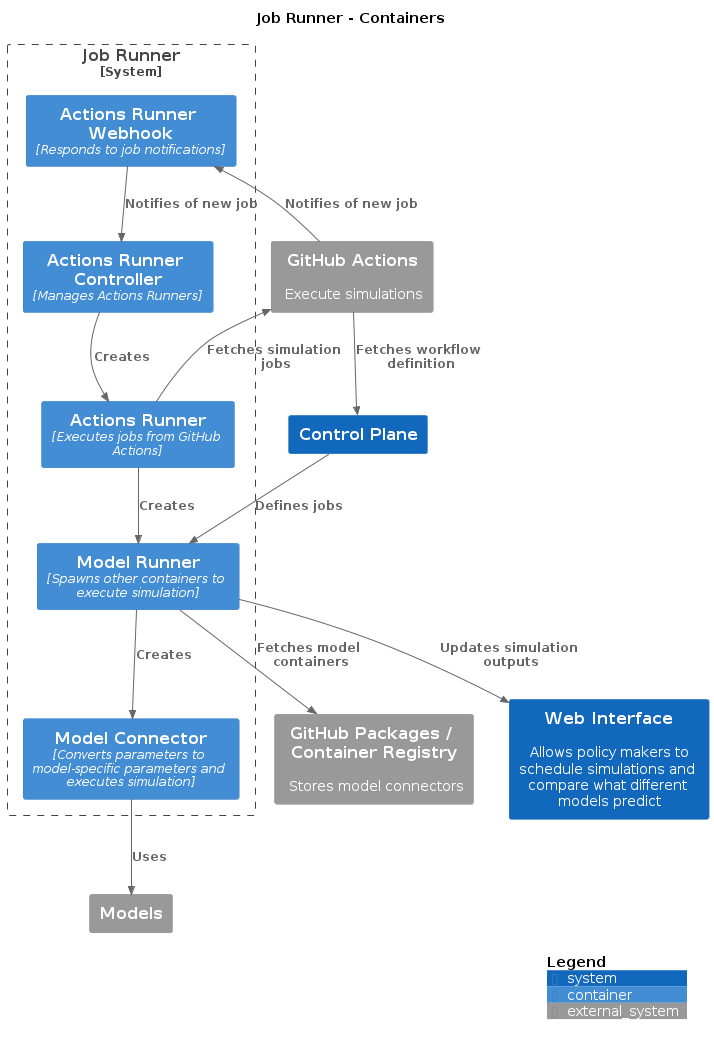 Job Runner - Containers
Job Runner
[System]
Actions Runner
Webhook
[Responds to job notifications]
Notifies of new job
Notifies of new job
Actions Runner
Controller
[Manages Actions Runners]
GitHub Actions
Execute simulations
Creates
Fetches simulation
jobs
Fetches workflow
definition
Actions Runner
[Executes jobs from GitHub
Actions]
Control Plane
Creates
Defines jobs
Model Runner
[Spawns other containers to
execute simulation]
Creates
Fetches model
containers
Updates simulation
outputs
Model Connector
[Converts parameters to
model-specific parameters and
executes simulation]
GitHub Packages /
Container Registry
Stores model connectors
Web Interface
Allows policy makers to
schedule simulations and
compare what different
models predict
Uses
Models
Legend
system
container
external_system